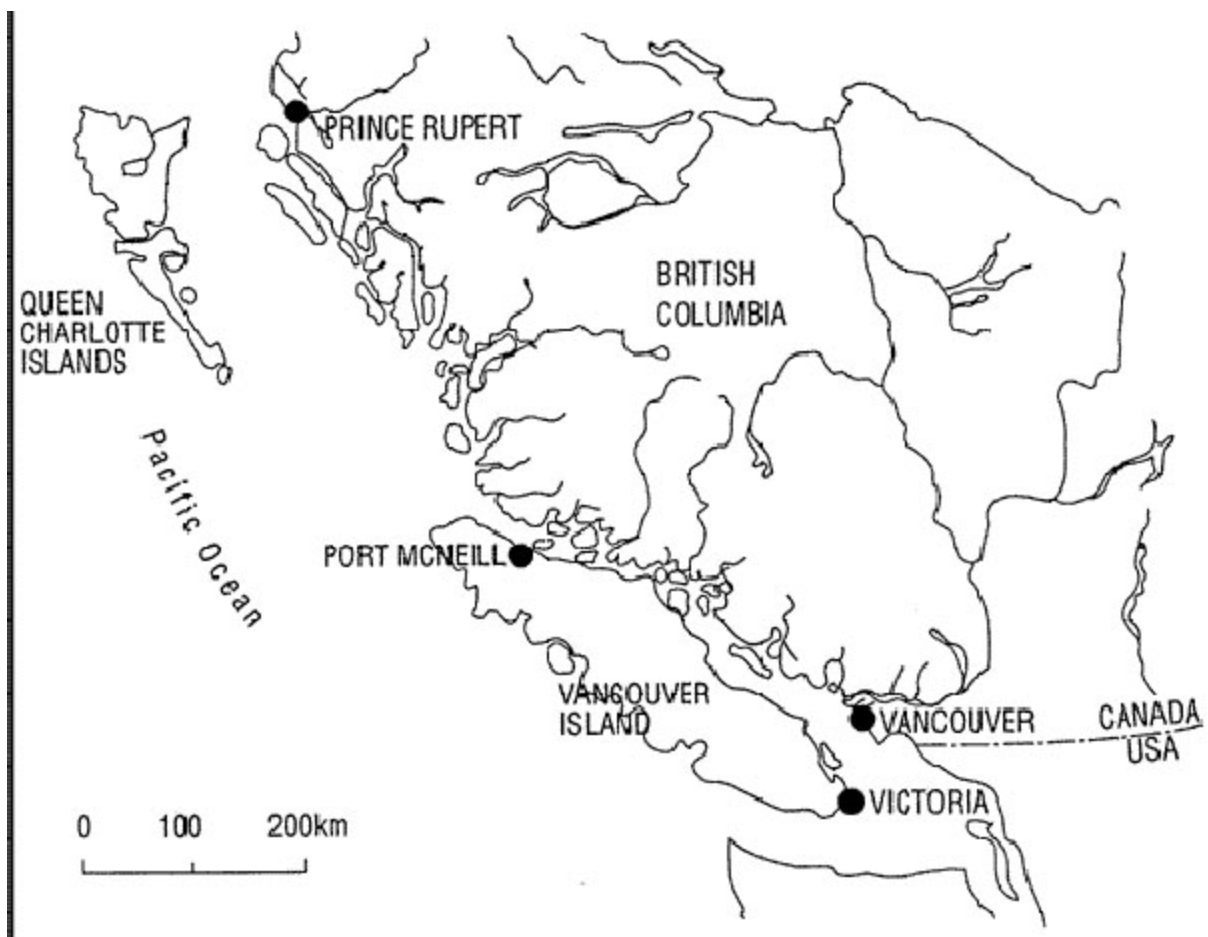 PRINCE RUPERT
QUEEN
CHARLOTTE
ISLANDS
BRITISH
COLUMBIA
Pacific Ocean
PORT MCNEILL
VANCOUVER
ISLAND
VANCOUVER
CANADA
USA
VICTORIA
0 100 200km